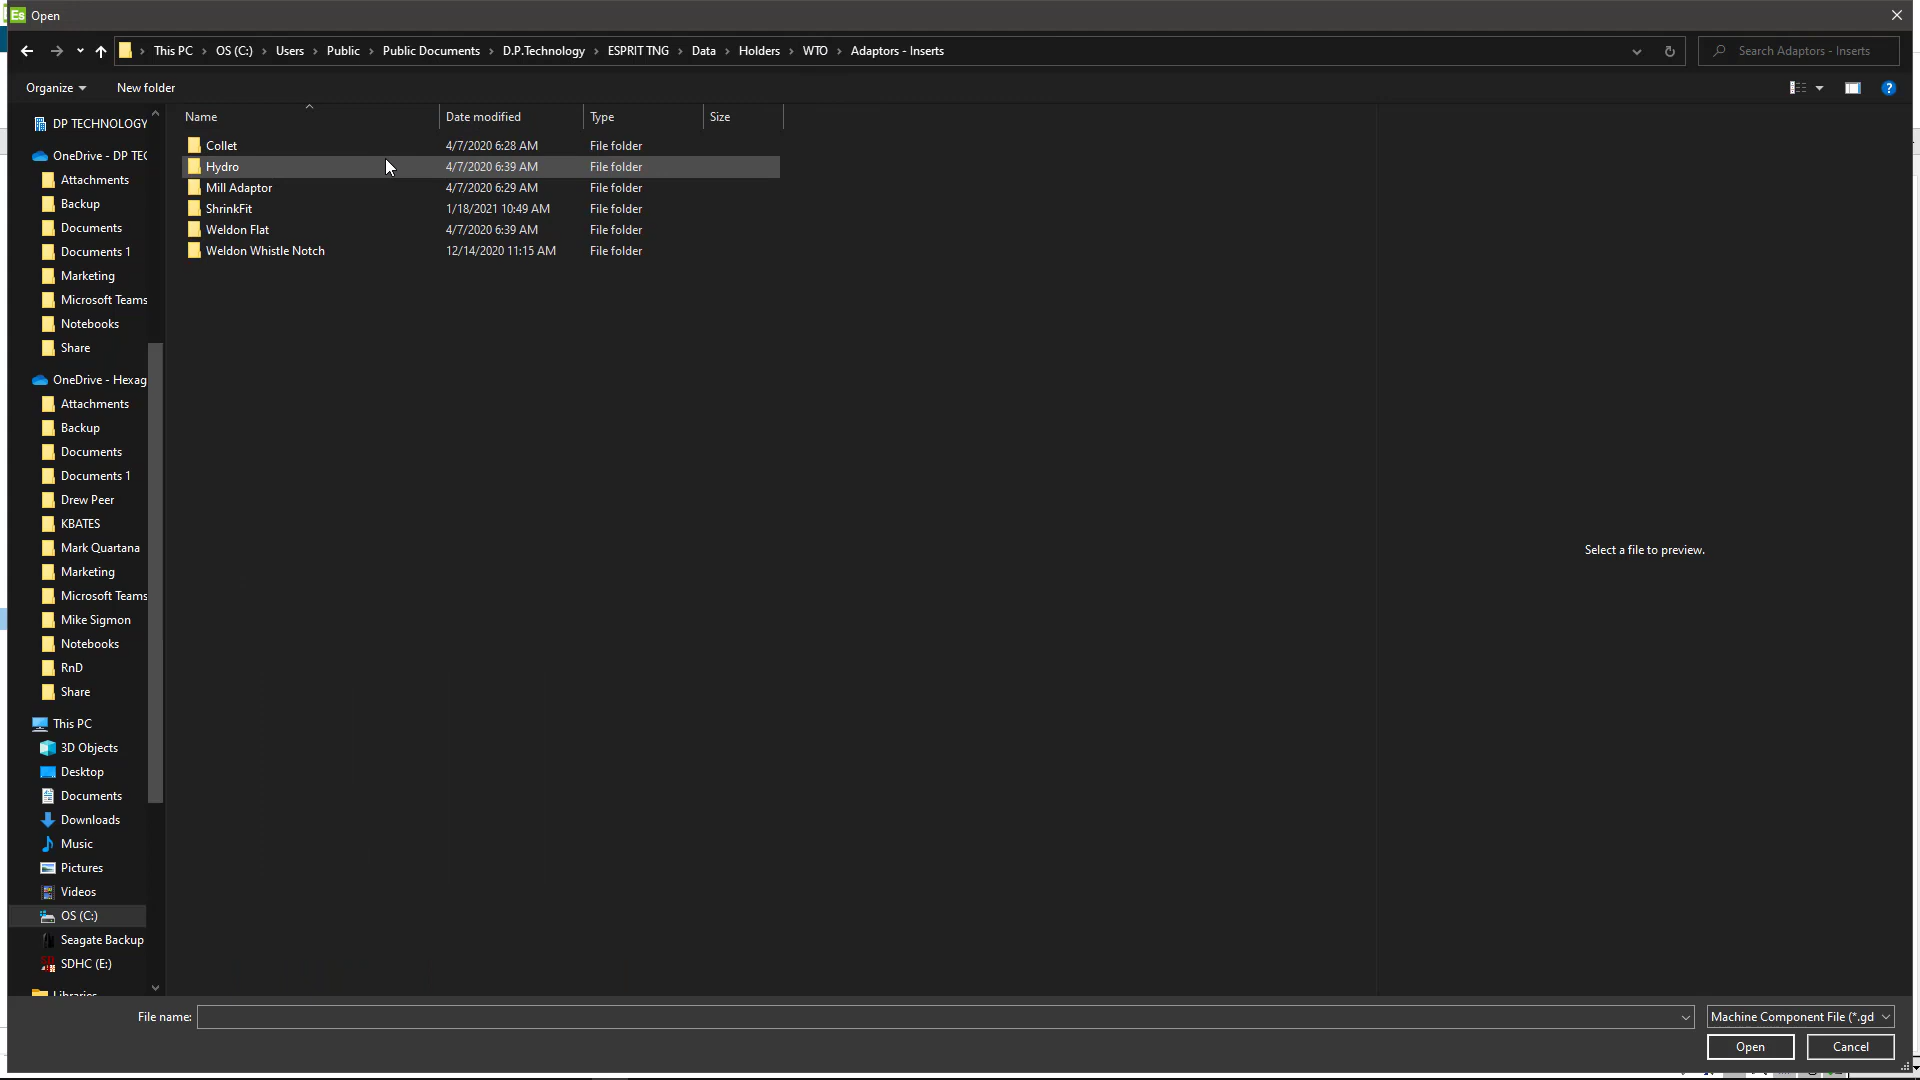 Es Open
This PC > OS (C:) > Users > Public > Public Documents > D.P.Technology > ESPRIT TNG > Data > Holders > WTO > Adaptors - Inserts
Search Adaptors - Inserts
Organize
New folder
Name
Date modified
Type
Size
Collet 4/7/2020 6:28 AM File folder
Hydro 4/7/2020 6:39 AM File folder
Mill Adaptor 4/7/2020 6:29 AM File folder
ShrinkFit 1/18/2021 10:49 AM File folder
Weldon Flat 4/7/2020 6:39 AM File folder
Weldon Whistle Notch 12/14/2020 11:15 AM File folder
DP TECHNOLOGY
OneDrive - DP TEC
Attachments
Backup
Documents
Documents 1
Marketing
Microsoft Teams
Notebooks
Share
OneDrive - Hexag
Attachments
Backup
Documents
Documents 1
Drew Peer
KBATES
Mark Quartana
Marketing
Microsoft Teams
Mike Sigmon
Notebooks
RnD
Share
This PC
3D Objects
Desktop
Documents
Downloads
Music
Pictures
Videos
OS (C:)
Seagate Backup
SDHC (E:)
Libraries
Select a file to preview.
File name:
Machine Component File (*.gd
Open
Cancel